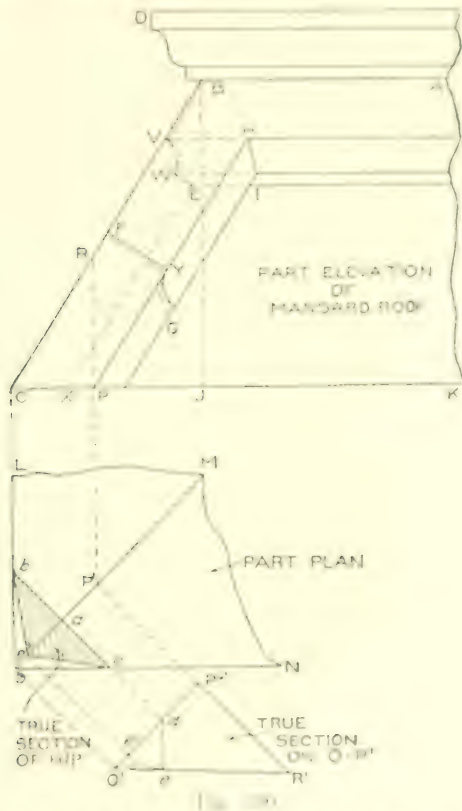 D
B
A
V
H
W
E
I
F
R
Y
G
PART ELEVATION
OF
MANSARD ROOF
C
X
P
J
K
L
M
b
P'
PART PLAN
a
c
N
TRUE
SECTION
OF HIP
TRUE
SECTION
ON O-P'
O'
e
R'